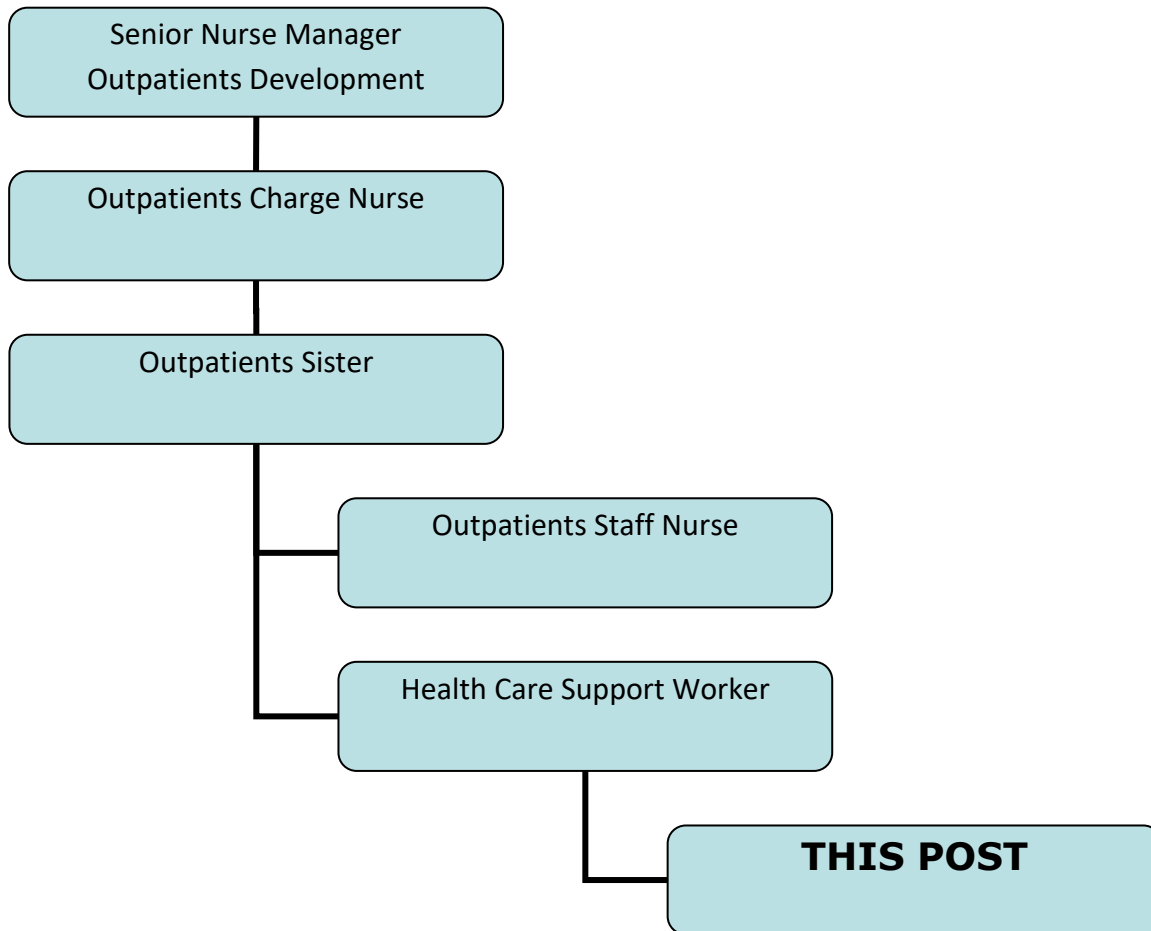 Senior Nurse Manager
Outpatients Development
Outpatients Charge Nurse
Outpatients Sister
Outpatients Staff Nurse
Health Care Support Worker
THIS POST